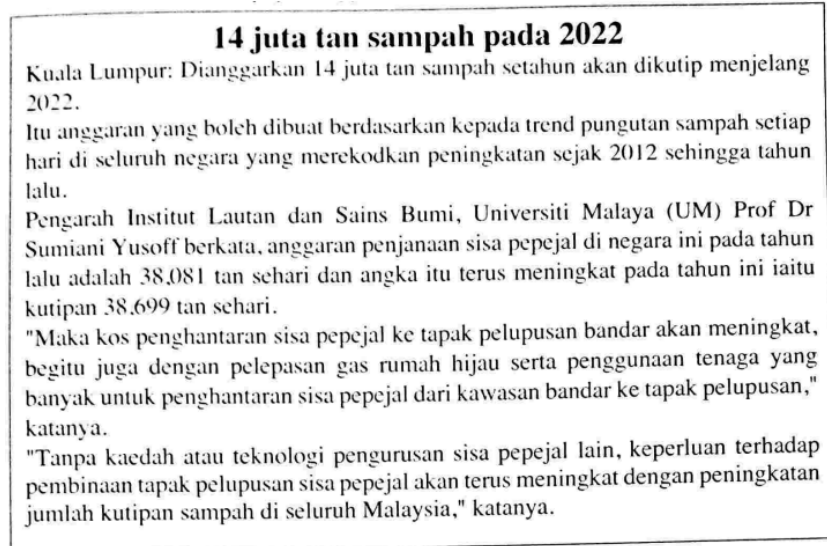 14 juta tan sampah pada 2022
Kuala Lumpur: Dianggarkan 14 juta tan sampah setahun akan dikutip menjelang
2022.
Itu anggaran yang boleh dibuat berdasarkan kepada trend pungutan sampah setiap
hari di seluruh negara yang merekodkan peningkatan sejak 2012 sehingga tahun
lalu.
Pengarah Institut Lautan dan Sains Bumi, Universiti Malaya (UM) Prof Dr
Sumiani Yusoff berkata, anggaran penjanaan sisa pepejal di negara ini pada tahun
lalu adalah 38,081 tan sehari dan angka itu terus meningkat pada tahun ini iaitu
kutipan 38,699 tan sehari.
"Maka kos penghantaran sisa pepejal ke tapak pelupusan bandar akan meningkat,
begitu juga dengan pelepasan gas rumah hijau serta penggunaan tenaga yang
banyak untuk penghantaran sisa pepejal dari kawasan bandar ke tapak pelupusan,"
katanya.
"Tanpa kaedah atau teknologi pengurusan sisa pepejal lain, keperluan terhadap
pembinaan tapak pelupusan sisa pepejal akan terus meningkat dengan peningkatan
jumlah kutipan sampah di seluruh Malaysia," katanya.